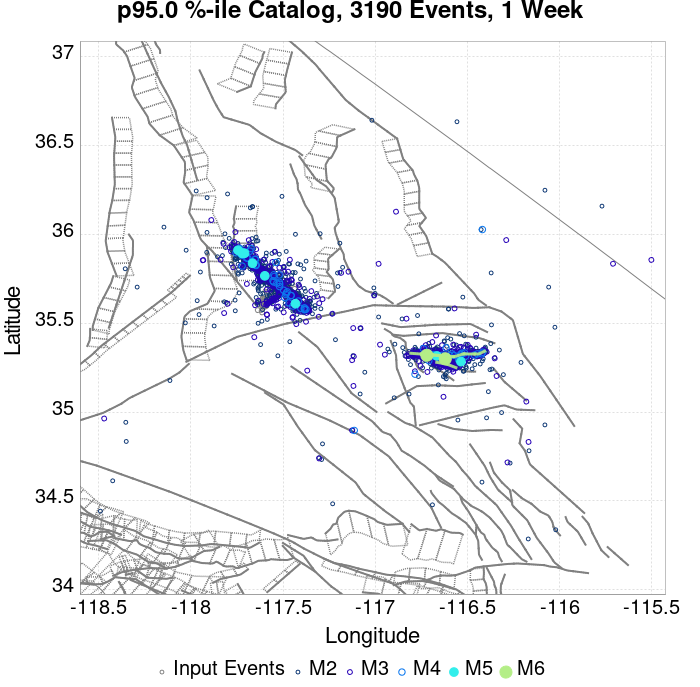 p95.0 %-ile Catalog, 3190 Events, 1 Week
37
36.5
36
35.5
35
34.5
34
Latitude
-118.5 -118 -117.5 -117 -116.5 -116 -115.5
Longitude
Input Events M2 M3 M4 M5 M6